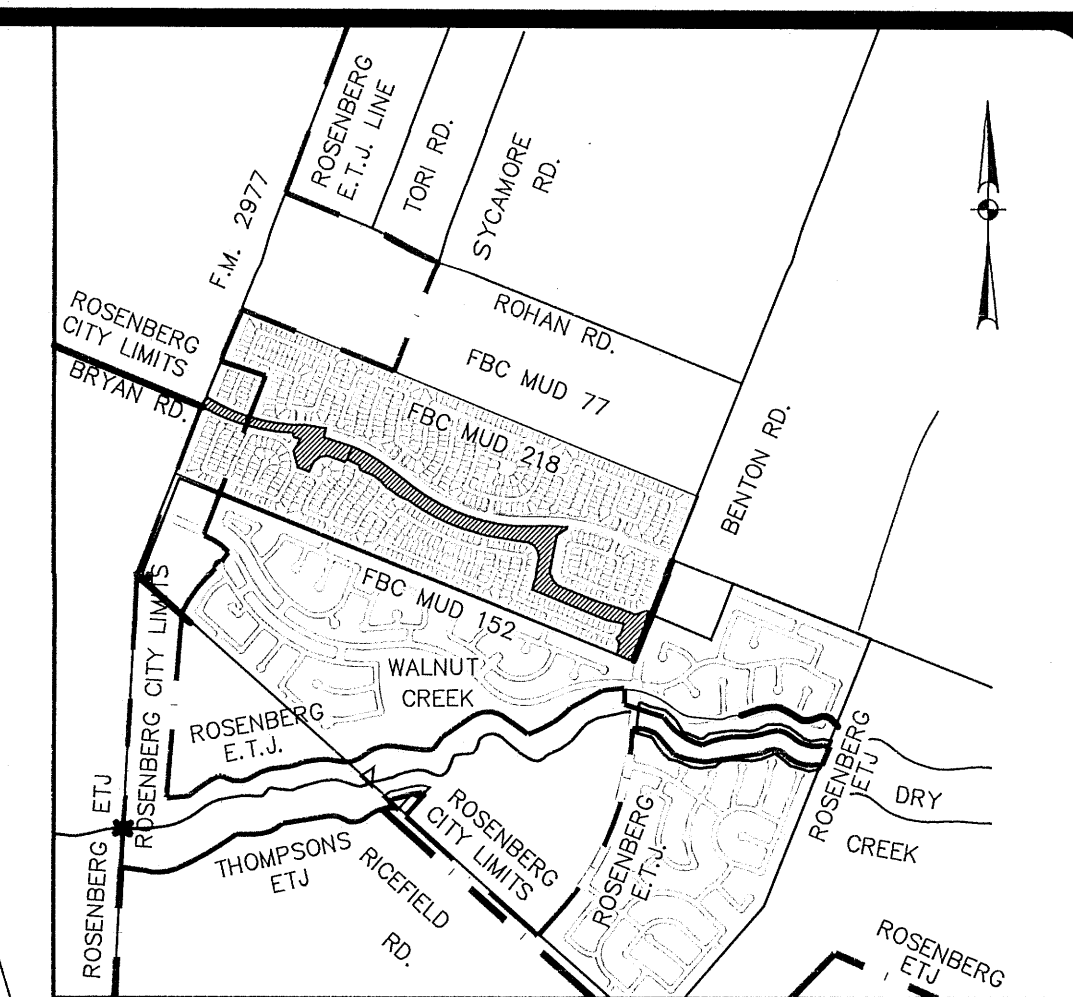 ROSENBERG
E.T.J. LINE
TORI RD.
SYCAMORE
RD.
F.M. 2977
ROSENBERG
CITY LIMITS
BRYAN RD.
ROHAN RD.
FBC MUD 77
FBC MUD 218
BENTON RD.
FBC MUD 152
WALNUT
CREEK
ROSENBERG CITY LIMITS
ROSENBERG
E.T.J.
ROSENBERG ETJ
THOMPSONS
ETJ
RICEFIELD
RD.
ROSENBERG
CITY LIMITS
ROSENBERG
E.T.J.
ROSENBERG
ETJ
DRY
CREEK
ROSENBERG
ETJ